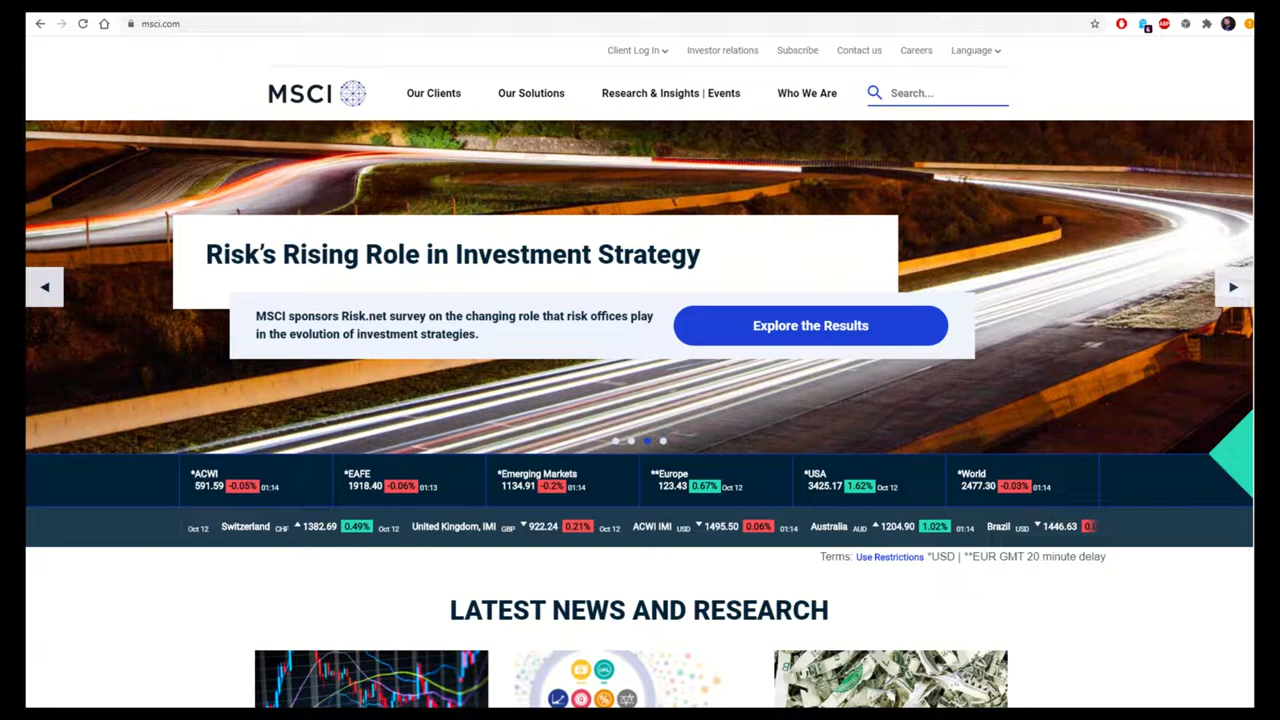 msci.com
Client Log In Investor relations Subscribe Contact us Careers Language
MSCI Our Clients Our Solutions Research & Insights | Events Who We Are Search...
Risk's Rising Role in Investment Strategy
MSCI sponsors Risk.net survey on the changing role that risk offices play
in the evolution of investment strategies.
Explore the Results
*ACWI *EAFE *Emerging Markets **Europe *USA *World
591.59 -0.05% 01:14 1918.40 -0.06% 01:13 1134.91 -0.2% 01:14 123.43 0.67% Oct 12 3425.17 1.62% Oct 12 2477.30 -0.03% 01:14
Oct 12 Switzerland CHF 1382.69 0.49% Oct 12 United Kingdom, IMI GBP 922.24 0.21% Oct 12 ACWI IMI USD 1495.50 0.06% 01:14 Australia AUD 1204.90 1.02% 01:14 Brazil USD 1446.63
Terms: Use Restrictions *USD | **EUR GMT 20 minute delay
LATEST NEWS AND RESEARCH